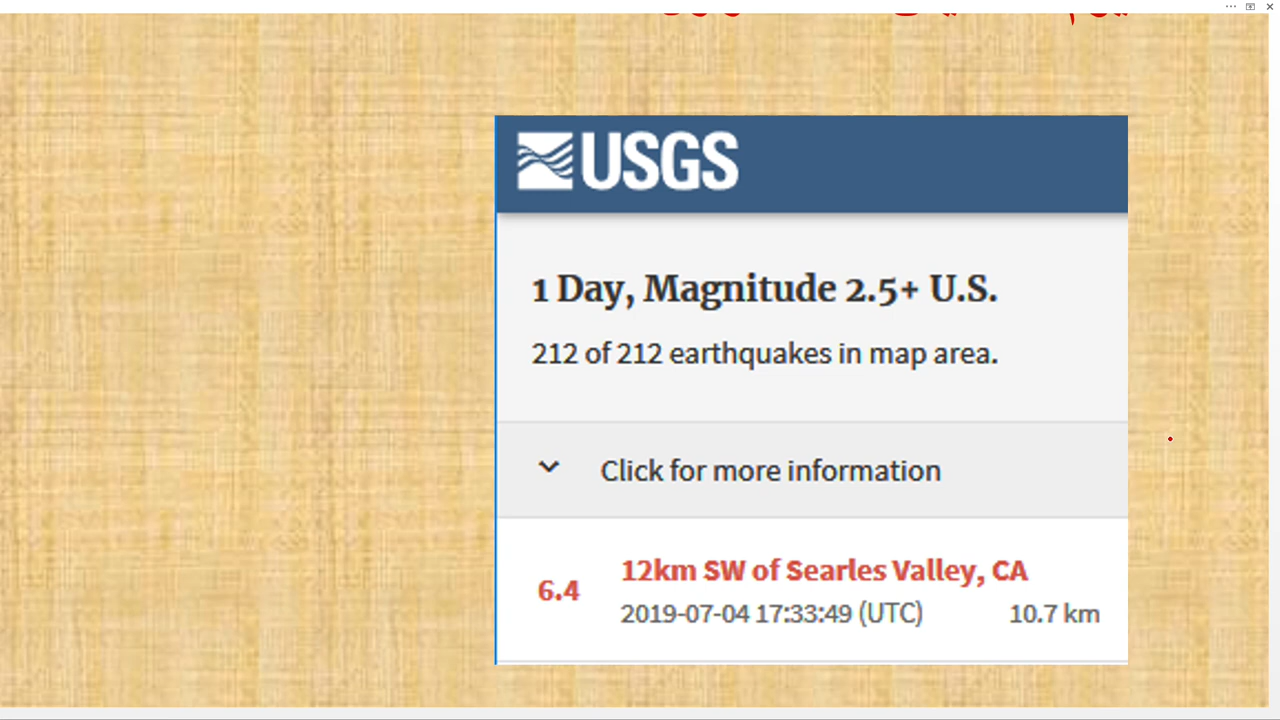 USGS
1 Day, Magnitude 2.5+ U.S.
212 of 212 earthquakes in map area.
Click for more information
6.4 12km SW of Searles Valley, CA
2019-07-04 17:33:49 (UTC) 10.7 km